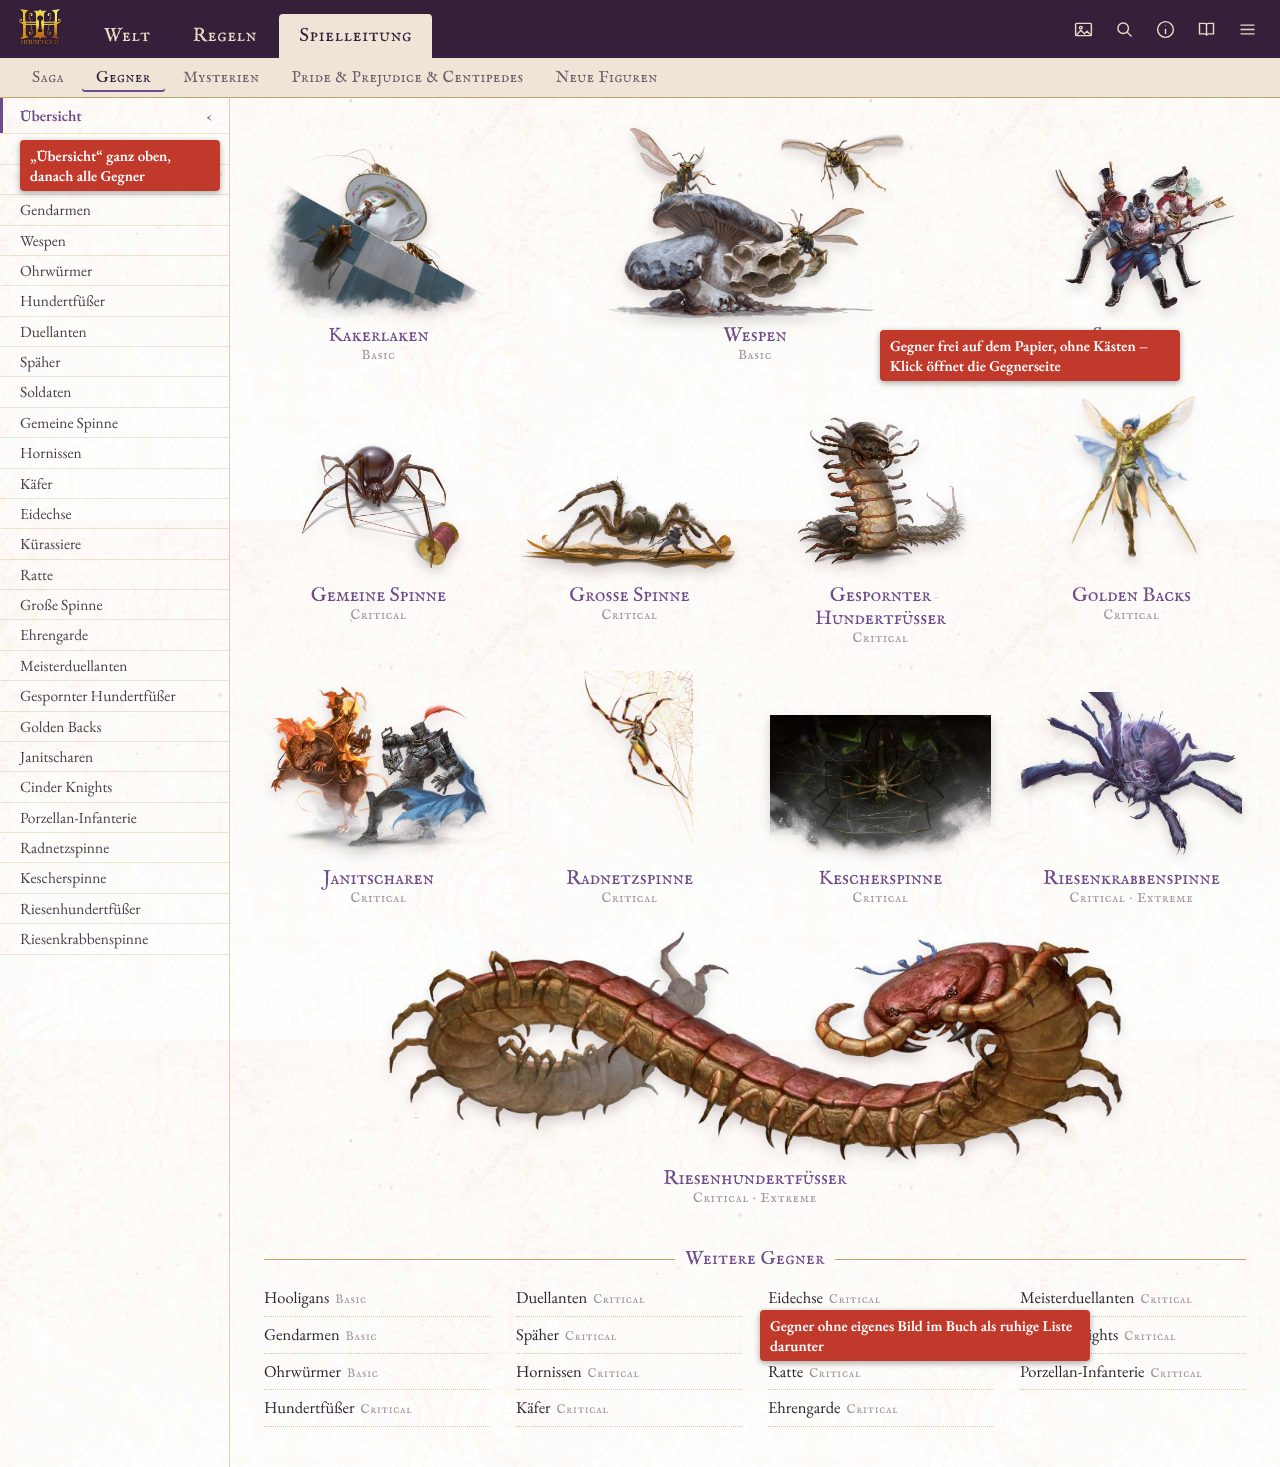 HOUSEHOLD
Welt
Regeln
Spielleitung
Saga
Gegner
Mysterien
Pride & Prejudice & Centipedes
Neue Figuren
Übersicht
„Übersicht“ ganz oben,
danach alle Gegner
Gendarmen
Wespen
Ohrwürmer
Hundertfüßer
Duellanten
Späher
Soldaten
Gemeine Spinne
Hornissen
Käfer
Eidechse
Kürassiere
Ratte
Große Spinne
Ehrengarde
Meisterduellanten
Gespornter Hundertfüßer
Golden Backs
Janitscharen
Cinder Knights
Porzellan-Infanterie
Radnetzspinne
Kescherspinne
Riesenhundertfüßer
Riesenkrabbenspinne
Kakerlaken
Basic
Wespen
Basic
Gegner frei auf dem Papier, ohne Kästen –
Klick öffnet die Gegnerseite
Gemeine Spinne
Critical
Grosse Spinne
Critical
Gespornter
Hundertfüsser
Critical
Golden Backs
Critical
Janitscharen
Critical
Radnetzspinne
Critical
Kescherspinne
Critical
Riesenkrabbenspinne
Critical · Extreme
Riesenhundertfüsser
Critical · Extreme
Weitere Gegner
Hooligans Basic
Gendarmen Basic
Ohrwürmer Basic
Hundertfüßer Critical
Duellanten Critical
Späher Critical
Hornissen Critical
Käfer Critical
Eidechse Critical
Gegner ohne eigenes Bild im Buch als ruhige Liste
darunter
Ratte Critical
Ehrengarde Critical
Meisterduellanten Critical
Critical
Porzellan-Infanterie Critical